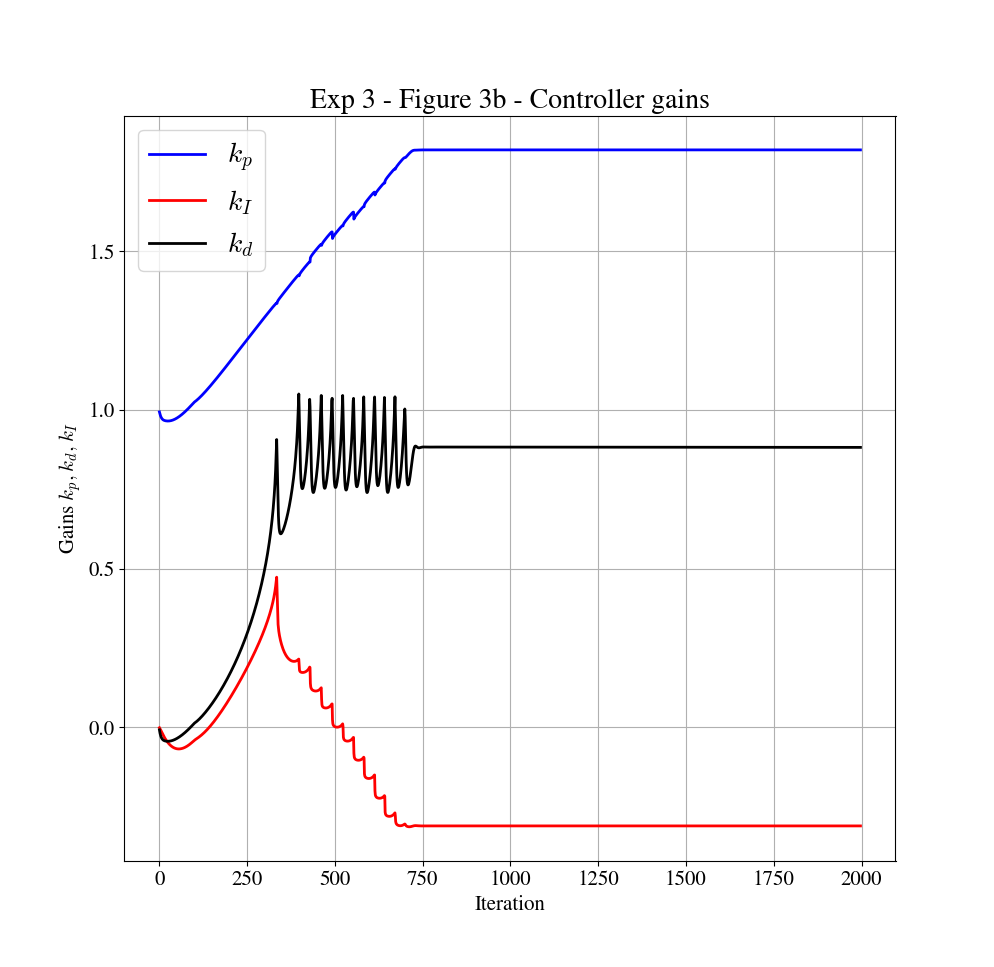 Exp 3 - Figure 3b - Controller gains
k_p
k_I
k_d
1.5
1.0
0.5
0.0
Gains k_p, k_d, k_I
0 250 500 750 1000 1250 1500 1750 2000
Iteration